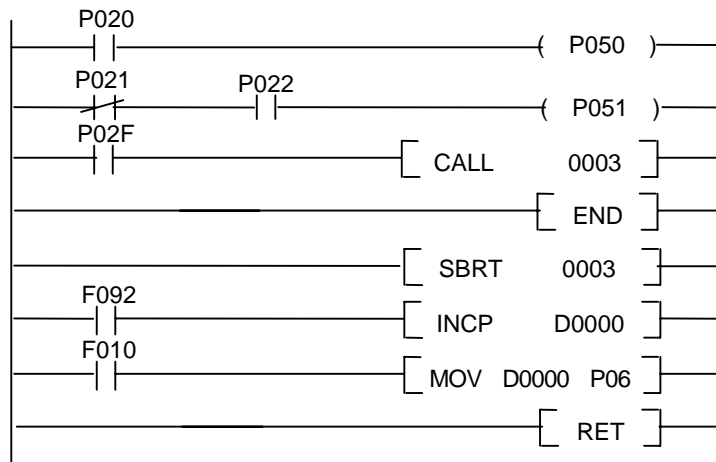 P020
( P050 )
P021
P022
( P051 )
P02F
CALL 0003
END
SBRT 0003
F092
INCP D0000
F010
MOV D0000 P06
RET